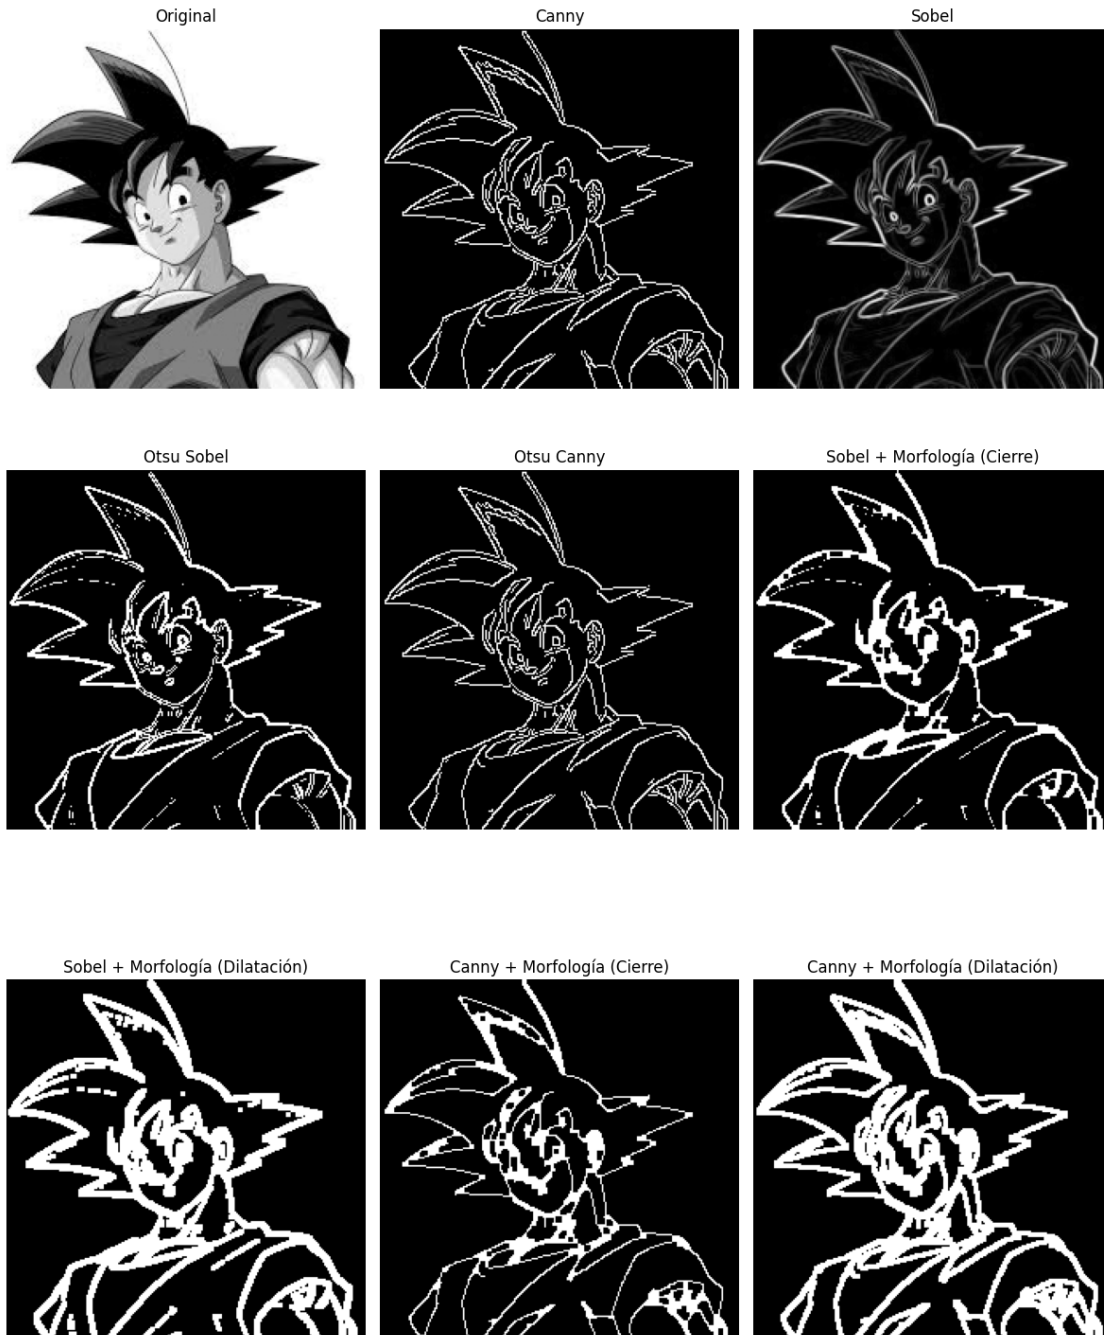 Original
Canny
Sobel
Otsu Sobel
Otsu Canny
Sobel + Morfología (Cierre)
Sobel + Morfología (Dilatación)
Canny + Morfología (Cierre)
Canny + Morfología (Dilatación)